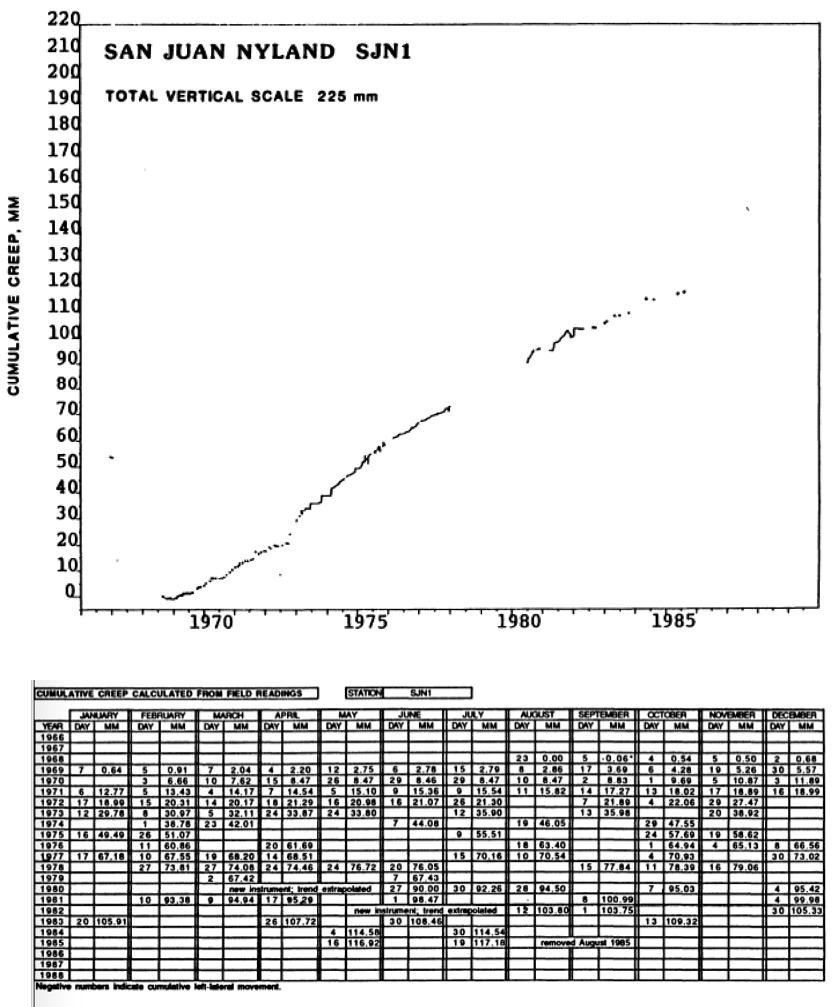 220
210
SAN JUAN NYLAND SJN1
200
190
TOTAL VERTICAL SCALE 225 mm
180
170
160
150
140
130
120
110
100
90
80
70
60
50
40
30
20
10
0
CUMULATIVE CREEP, MM
1970 1975 1980 1985
CUMULATIVE CREEP CALCULATED FROM FIELD READINGS STATION SJN1
JANUARY FEBRUARY MARCH APRIL MAY JUNE JULY AUGUST SEPTEMBER OCTOBER NOVEMBER DECEMBER
YEAR DAY MM DAY MM DAY MM DAY MM DAY MM DAY MM DAY MM DAY MM DAY MM DAY MM DAY MM DAY MM
1966
1967
1968 23 0.00 5 -0.06* 4 0.54 5 0.50 2 0.68
1969 7 0.64 5 0.91 7 2.04 4 2.20 12 2.75 6 2.78 15 2.79 8 2.86 17 3.69 6 4.28 19 5.26 30 5.57
1970 3 6.66 10 7.62 15 8.47 26 8.47 29 8.46 29 8.47 10 8.47 2 8.83 1 9.69 5 10.87 3 11.89
1971 6 12.77 5 13.43 4 14.17 7 14.54 5 15.10 9 15.36 9 15.54 11 15.82 14 17.27 13 18.02 17 18.89 16 18.99
1972 17 18.99 15 20.31 14 20.17 18 21.29 16 20.98 16 21.07 26 21.30 7 21.89 4 22.06 29 27.47
1973 12 29.78 8 30.97 5 32.11 24 33.87 24 33.80 12 35.90 13 35.98 20 38.92
1974 1 38.78 23 42.01 7 44.08 19 46.05 29 47.55
1975 16 49.49 26 51.07 9 55.51 24 57.69 19 58.62
1976 11 60.86 20 61.69 18 63.40 1 64.94 4 65.13 8 66.56
1977 17 67.18 10 67.55 19 68.20 14 68.51 15 70.16 10 70.54 4 70.93 30 73.02
1978 27 73.81 27 74.08 24 74.46 24 76.72 20 76.05 15 77.84 11 78.39 16 79.06
1979 2 67.42 7 67.43
1980 new instrument; trend extrapolated 27 90.00 30 92.26 28 94.50 7 95.03 4 95.42
1981 10 93.38 9 94.94 17 95.29 1 98.47 8 100.99 4 99.98
1982 new instrument; trend extrapolated 12 103.80 1 103.75 30 105.33
1983 20 105.91 26 107.72 30 108.46 13 109.32
1984 4 114.58 30 114.54
1985 16 116.92 19 117.18 removed August 1985
1986
1987
1988
Negative numbers indicate cumulative left-lateral movement.